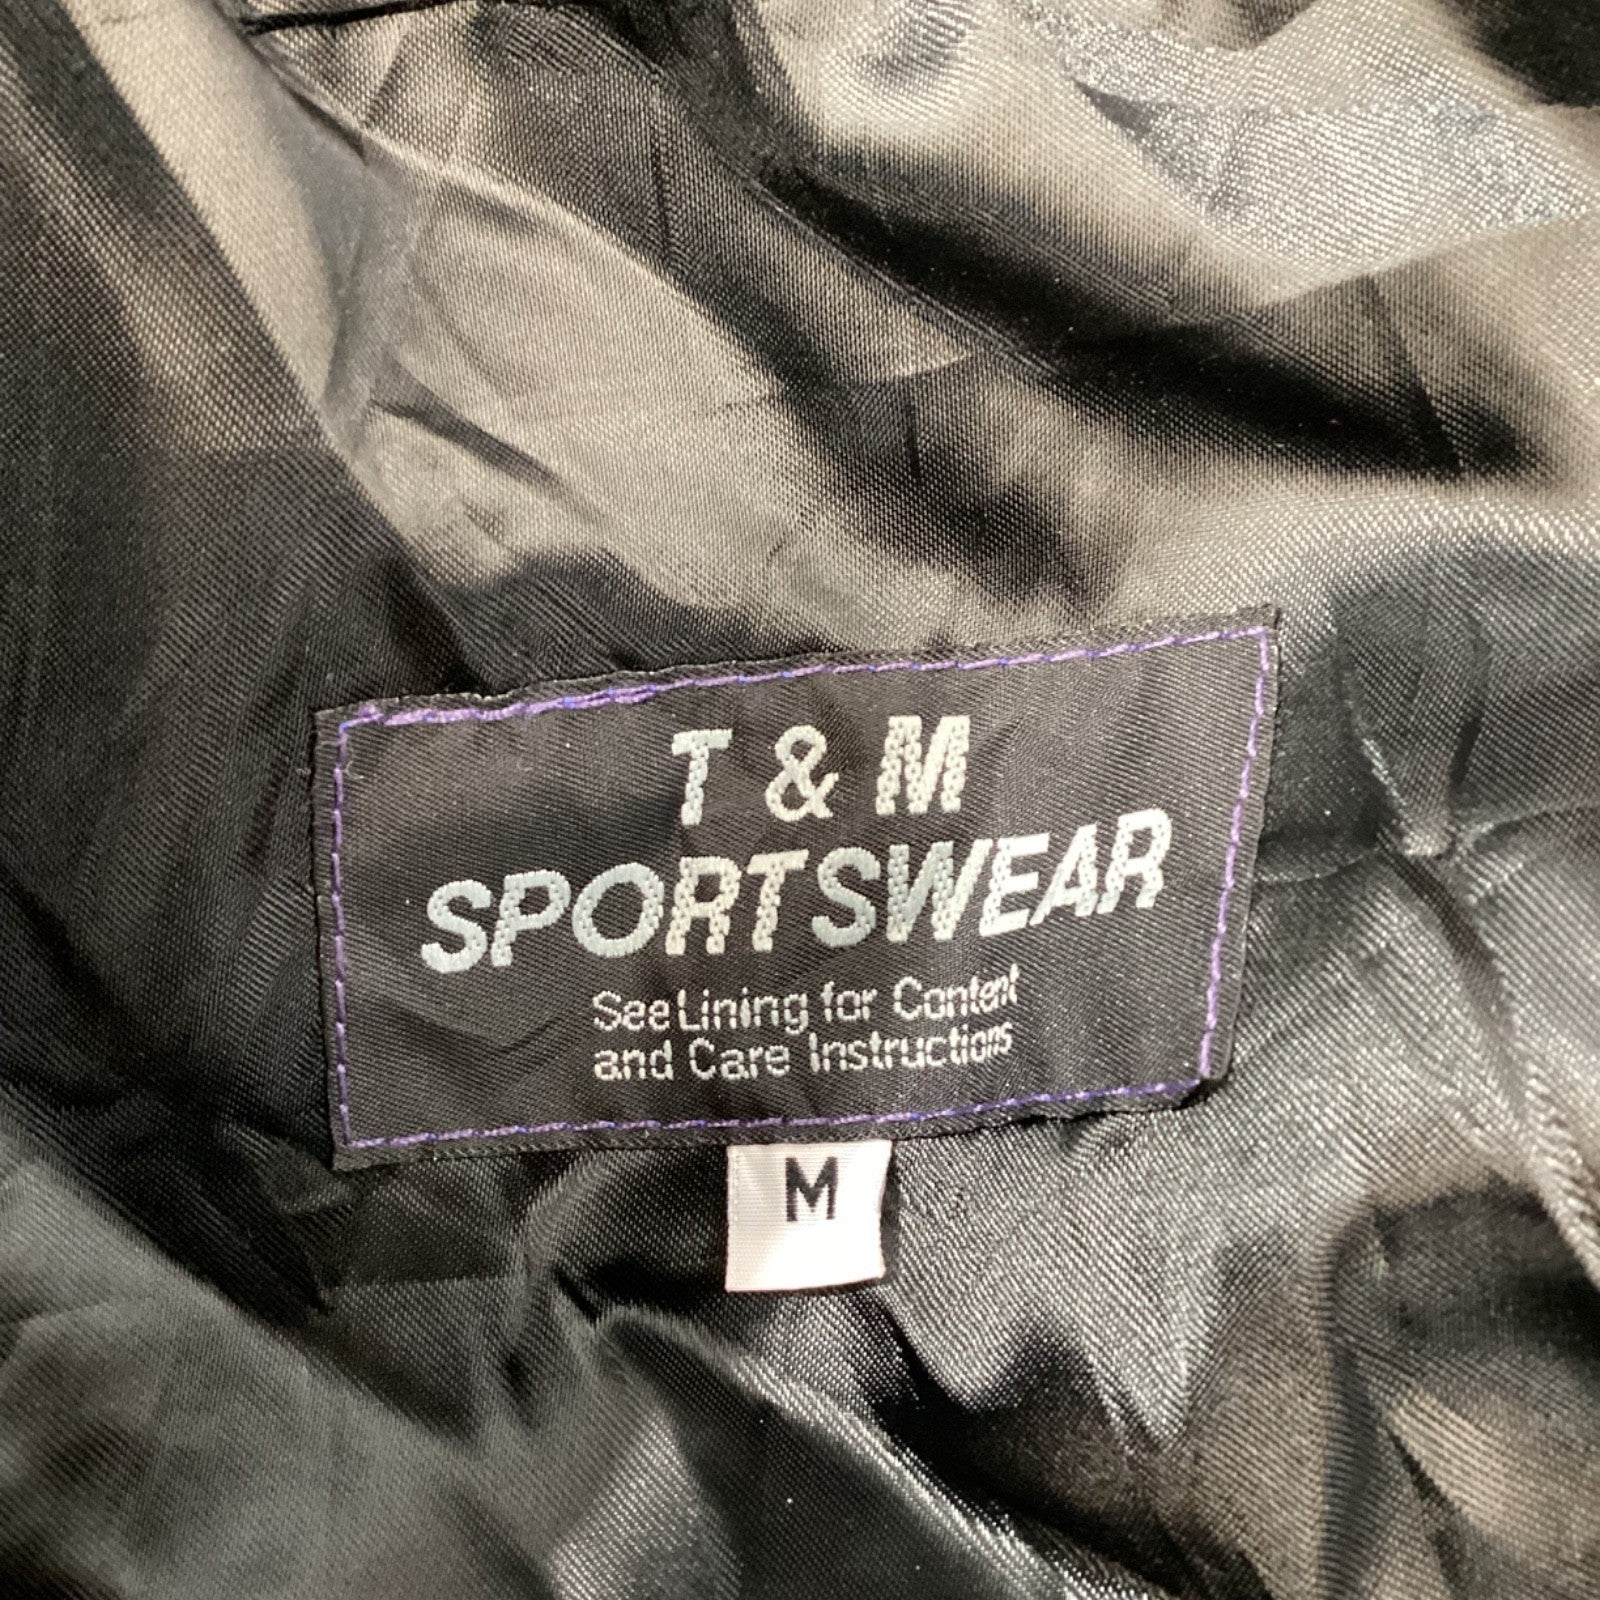 T & M
SPORTSWEAR
See Lining for Content
and Care Instructions
M